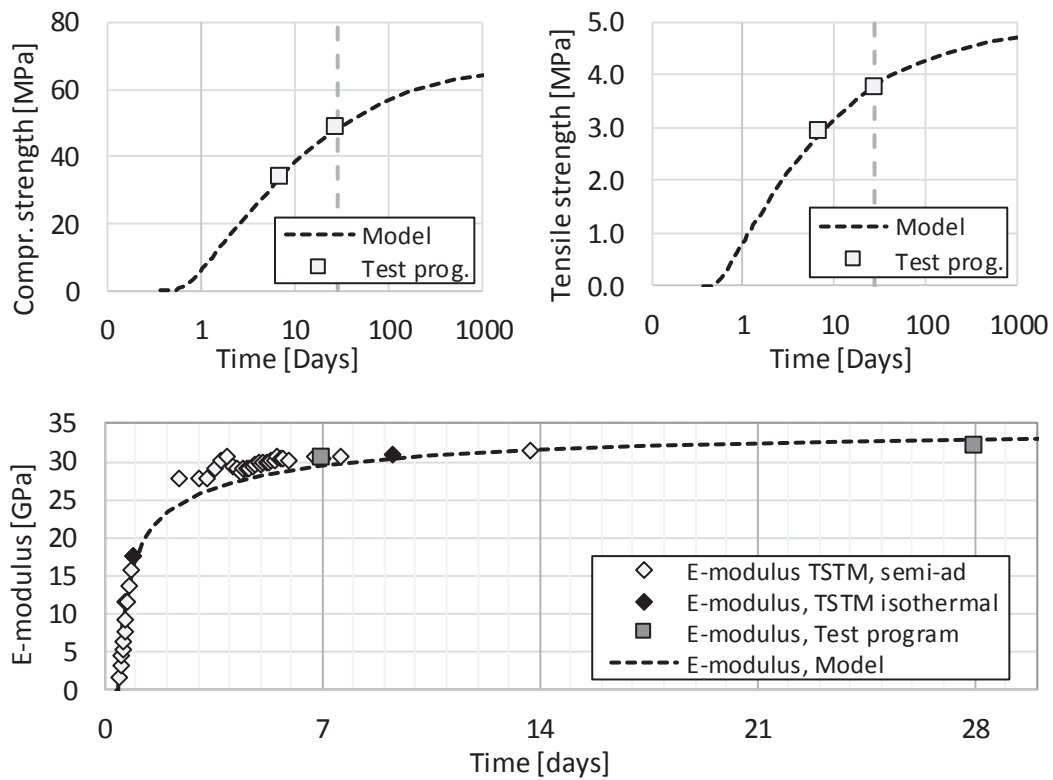 Compr. strength [MPa]
80
60
40
20
0
Model
Test prog.
0 1 10 100 1000
Time [Days]
Tensile strength [MPa]
5.0
4.0
3.0
2.0
1.0
0.0
Model
Test prog.
0 1 10 100 1000
Time [Days]
E-modulus [GPa]
35
30
25
20
15
10
5
0
E-modulus TSTM, semi-ad
E-modulus, TSTM isothermal
E-modulus, Test program
E-modulus, Model
0 7 14 21 28
Time [days]